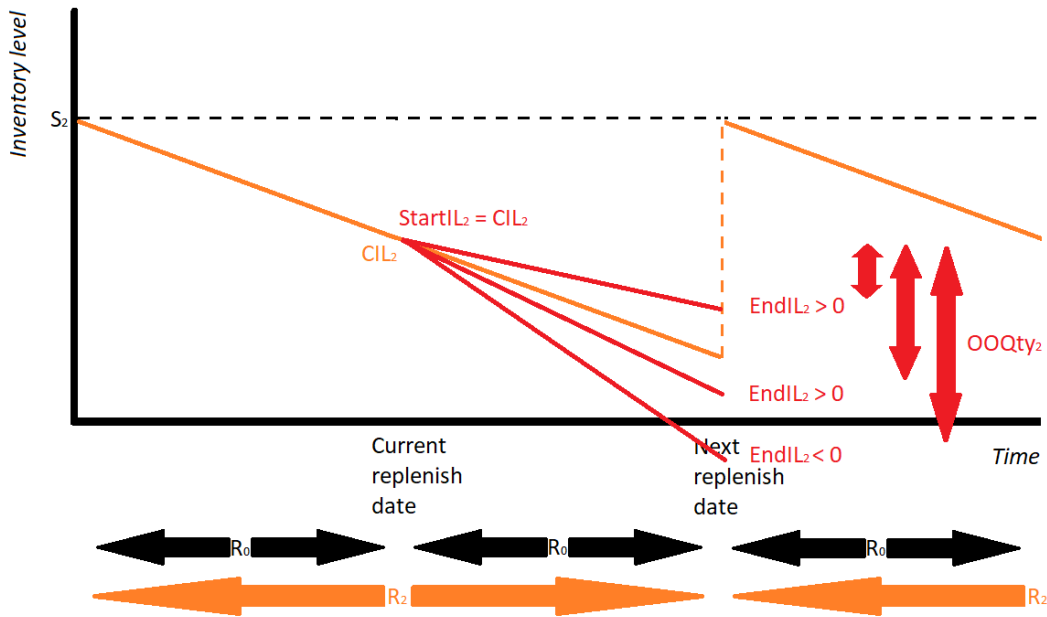 Inventory level
S₂
StartIL₂ = CIL₂
CIL₂
EndIL₂ > 0
OOQty₂
EndIL₂ > 0
EndIL₂ < 0
Current
replenish
date
Next
replenish
date
Time
R₀
R₀
R₀
R₂
R₂